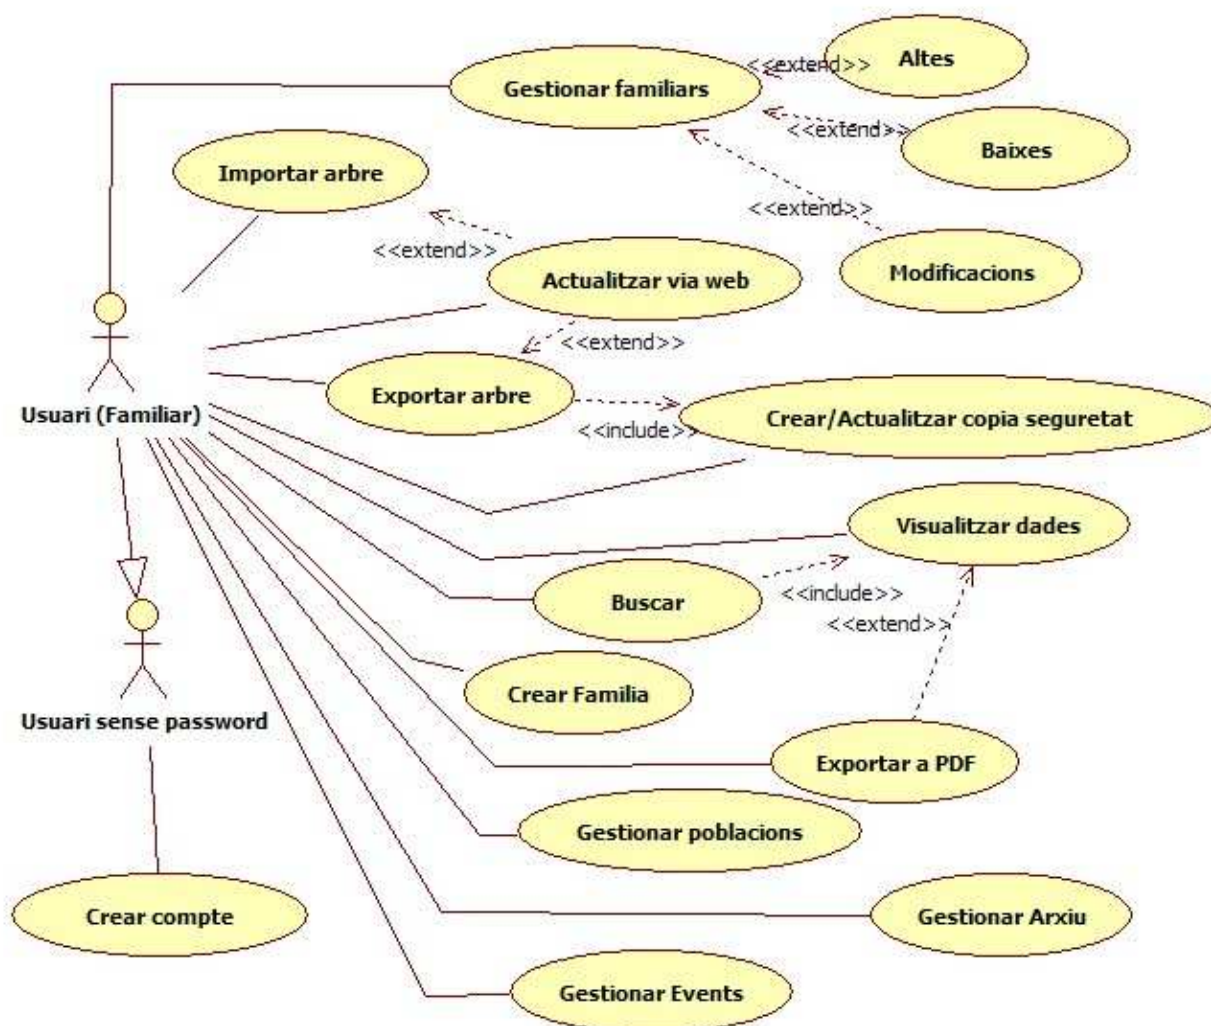 Altes
<<extend>>
Gestionar familiars
<<extend>>
Baixes
Importar arbre
<<extend>>
<<extend>>
Modificacions
Actualitzar via web
<<extend>>
Exportar arbre
Usuari (Familiar)
Crear/Actualitzar copia seguretat
<<include>>
Visualitzar dades
<<include>>
Buscar
<<extend>>
Crear Familia
Usuari sense password
Exportar a PDF
Gestionar poblacions
Crear compte
Gestionar Arxiu
Gestionar Events